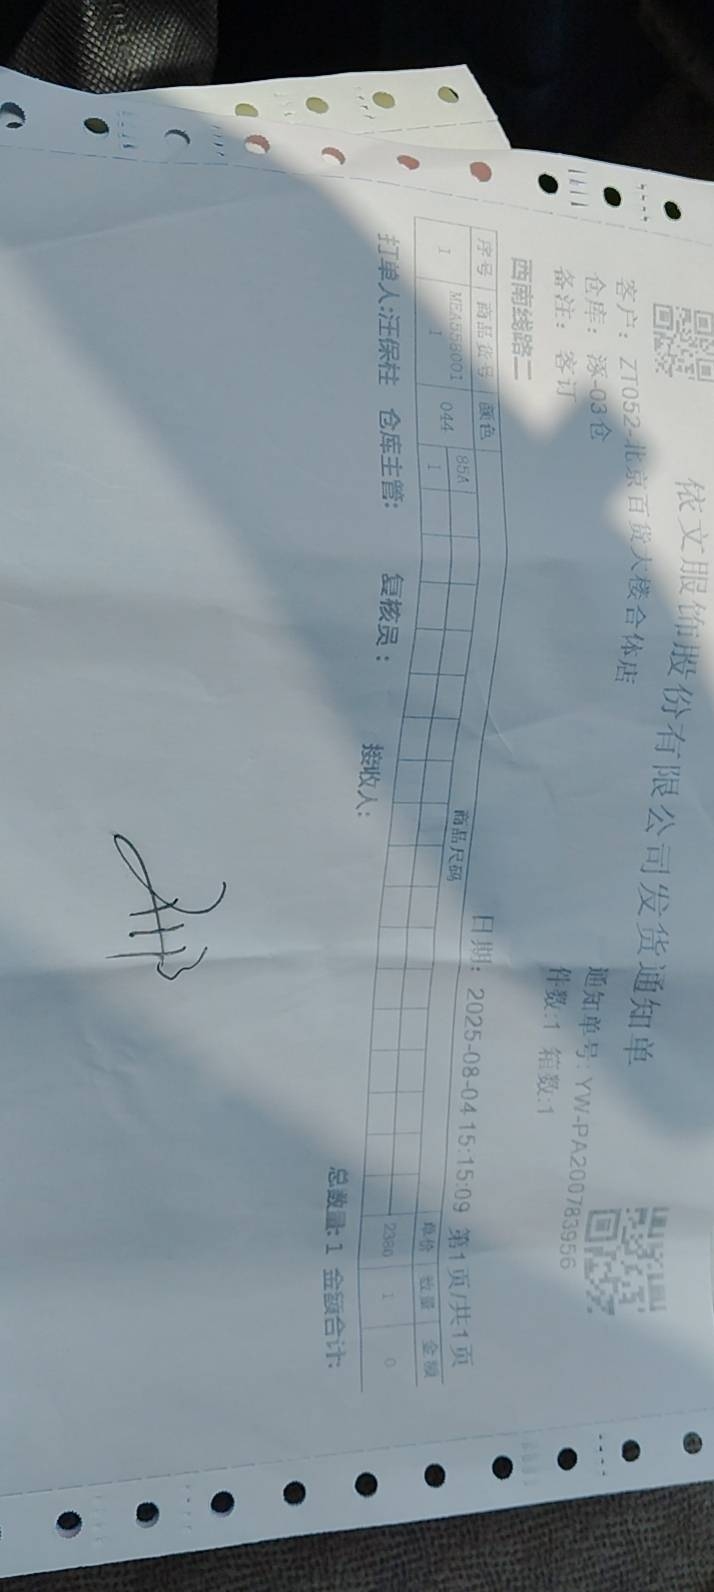 依文服饰股份有限公司发货通知单
客户: ZT052-北京百货大楼合体店
通知单号: YW-PA200783956
仓库: 涿-03仓
件数:1 箱数:1
备注: 客订
西南线路二
日期: 2025-08-04 15:15:09 第1页/共1页
序号 商品货号 颜色 商品尺码 单价 数量 金额
85A
1 MEA558001 044 1 2380 1 0
1
打单人:汪保柱 仓库主管: 复核员: 接收人: 总数量: 1 金额合计: